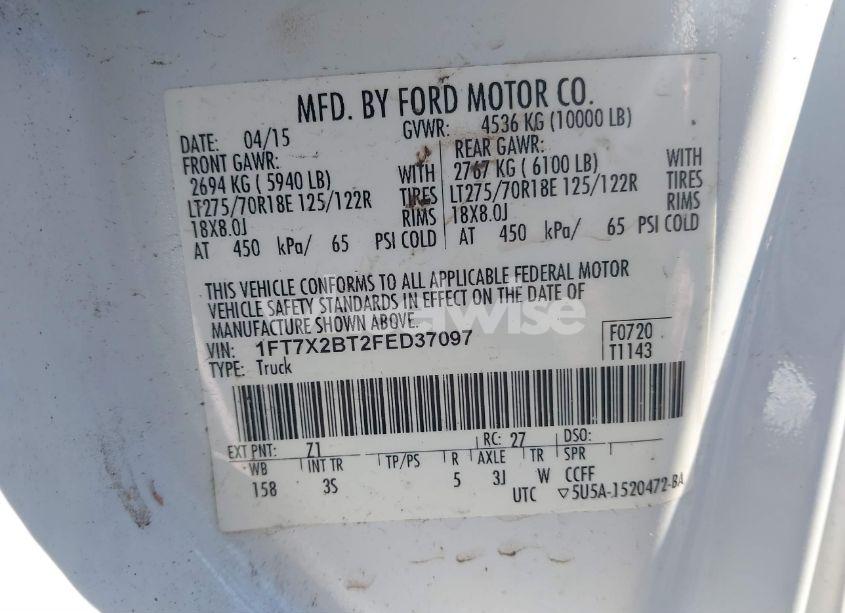 MFD. BY FORD MOTOR CO.
DATE: 04/15 GVWR: 4536 KG (10000 LB)
FRONT GAWR: REAR GAWR:
2694 KG ( 5940 LB) WITH 2767 KG ( 6100 LB) WITH
LT275/70R18E 125/122R TIRES LT275/70R18E 125/122R TIRES
18X8.0J RIMS 18X8.0J RIMS
AT 450 kPa/ 65 PSI COLD AT 450 kPa/ 65 PSI COLD
THIS VEHICLE CONFORMS TO ALL APPLICABLE FEDERAL MOTOR
VEHICLE SAFETY STANDARDS IN EFFECT ON THE DATE OF
MANUFACTURE SHOWN ABOVE.
VIN: 1FT7X2BT2FED37097 F0720
TYPE: Truck T1143
EXT PNT: Z1 RC: 27 DSO:
WB INT TR TP/PS R AXLE TR SPR
158 3S 5 3J W CCFF
UTC ▽5U5A-1520472-BA